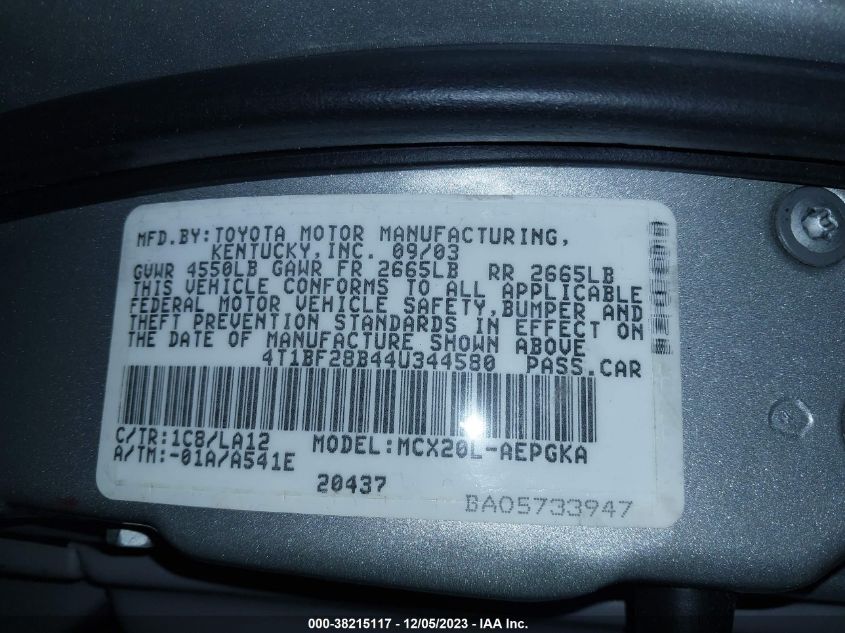 MFD.BY:TOYOTA MOTOR MANUFACTURING,
KENTUCKY,INC. 09/03
GVWR 4550LB GAWR FR 2665LB RR 2665LB
THIS VEHICLE CONFORMS TO ALL APPLICABLE
FEDERAL MOTOR VEHICLE SAFETY,BUMPER AND
THEFT PREVENTION STANDARDS IN EFFECT ON
THE DATE OF MANUFACTURE SHOWN ABOVE
4T1BF28B44U344580 PASS.CAR
C/TR:1C8/LA12 MODEL:MCX20L-AEPGKA
A/TM:-01A/A541E
20437
BA05733947
000-38215117 - 12/05/2023 - IAA Inc.